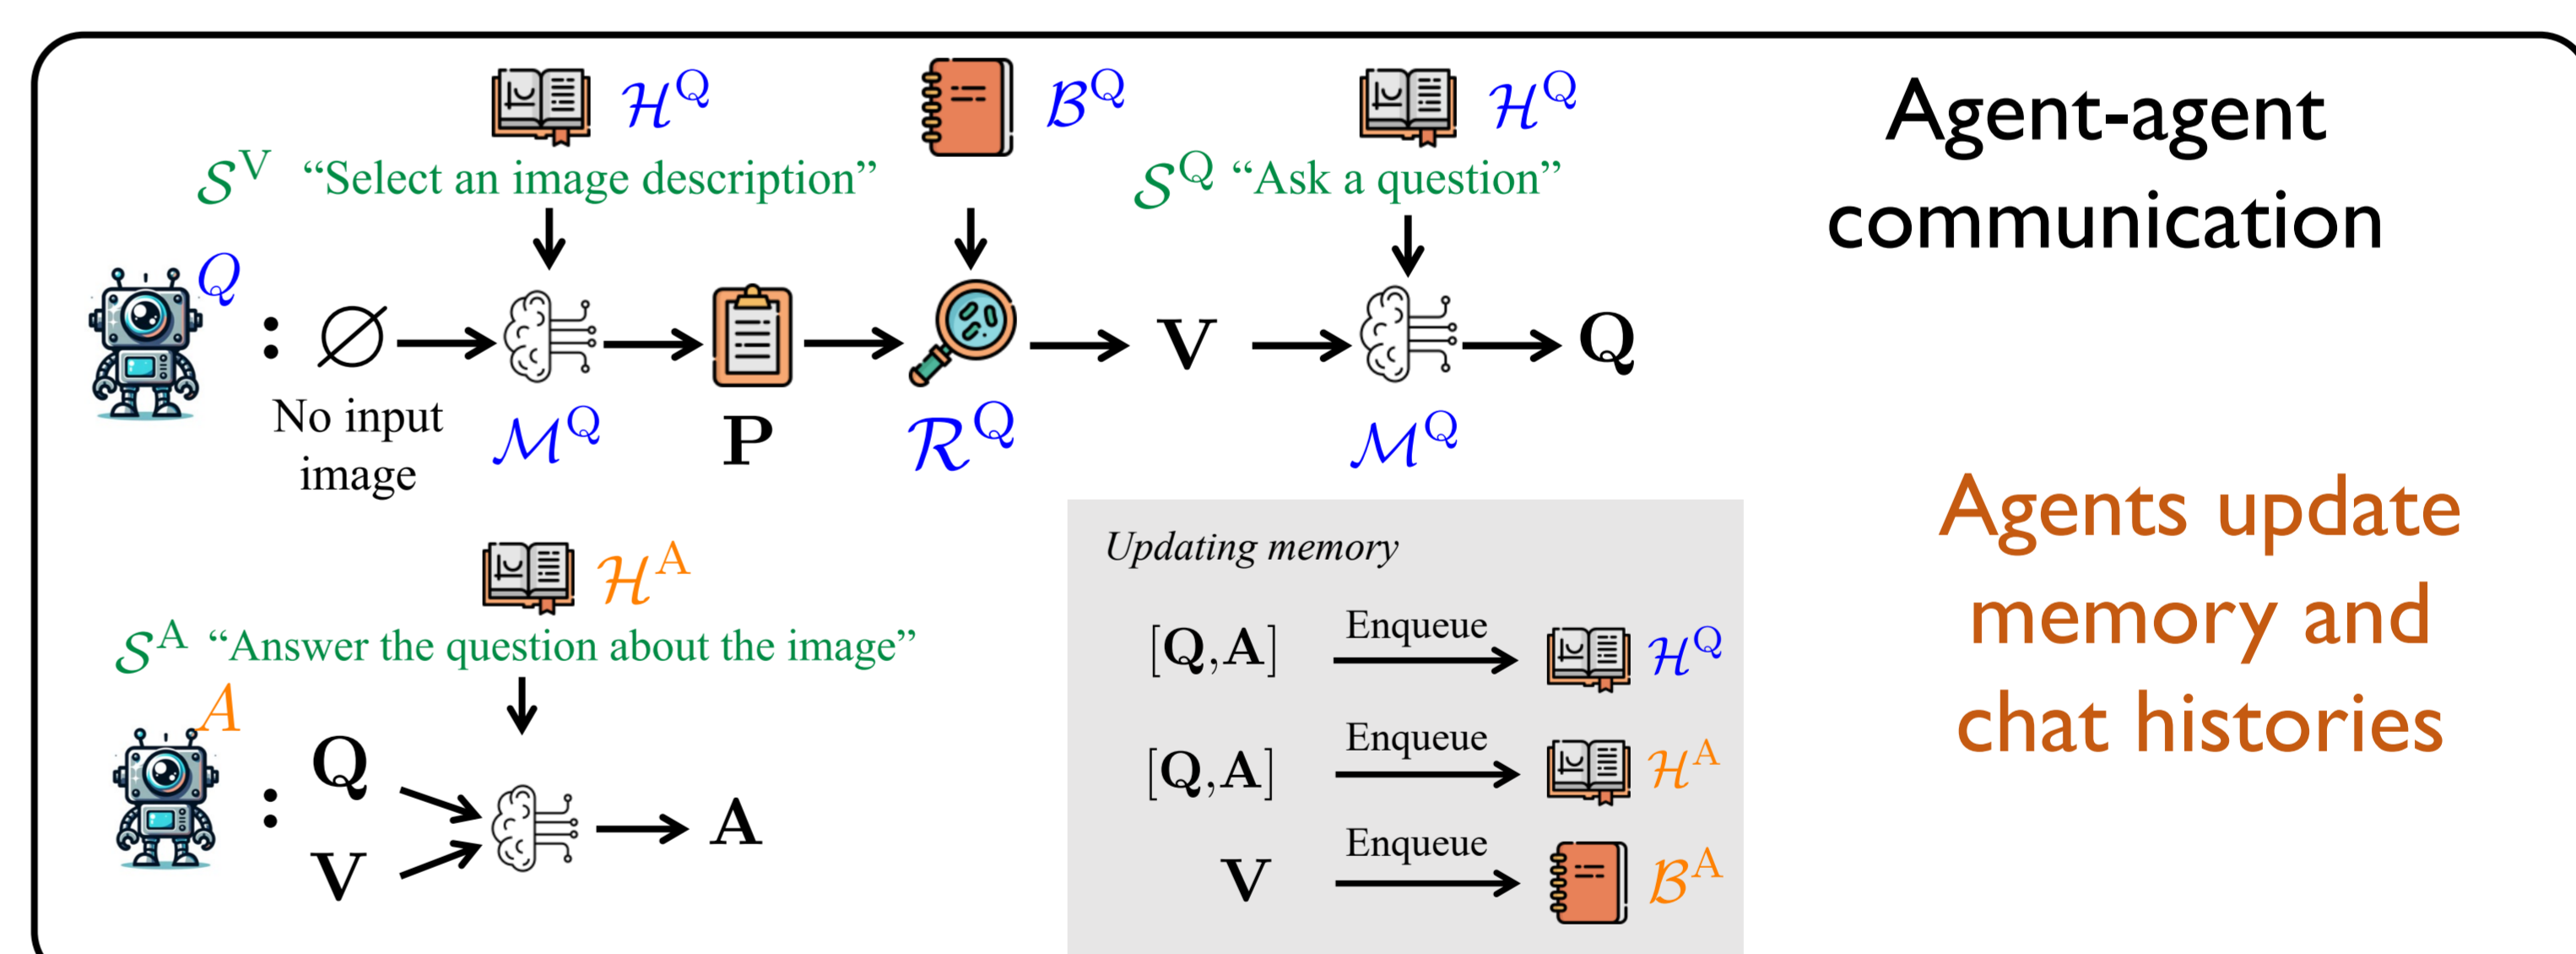 Agent-agent
communication
ℋ^Q
ℬ^Q
ℋ^Q
𝒮^V “Select an image description”
𝒮^Q “Ask a question”
Q
: ∅
V
Q
No input
image
ℳ^Q
P
ℛ^Q
ℳ^Q
Agents update
memory and
chat histories
ℋ^A
𝒮^A “Answer the question about the image”
A
:
Q
V
A
Updating memory
[Q,A] Enqueue ℋ^Q
[Q,A] Enqueue ℋ^A
V Enqueue ℬ^A